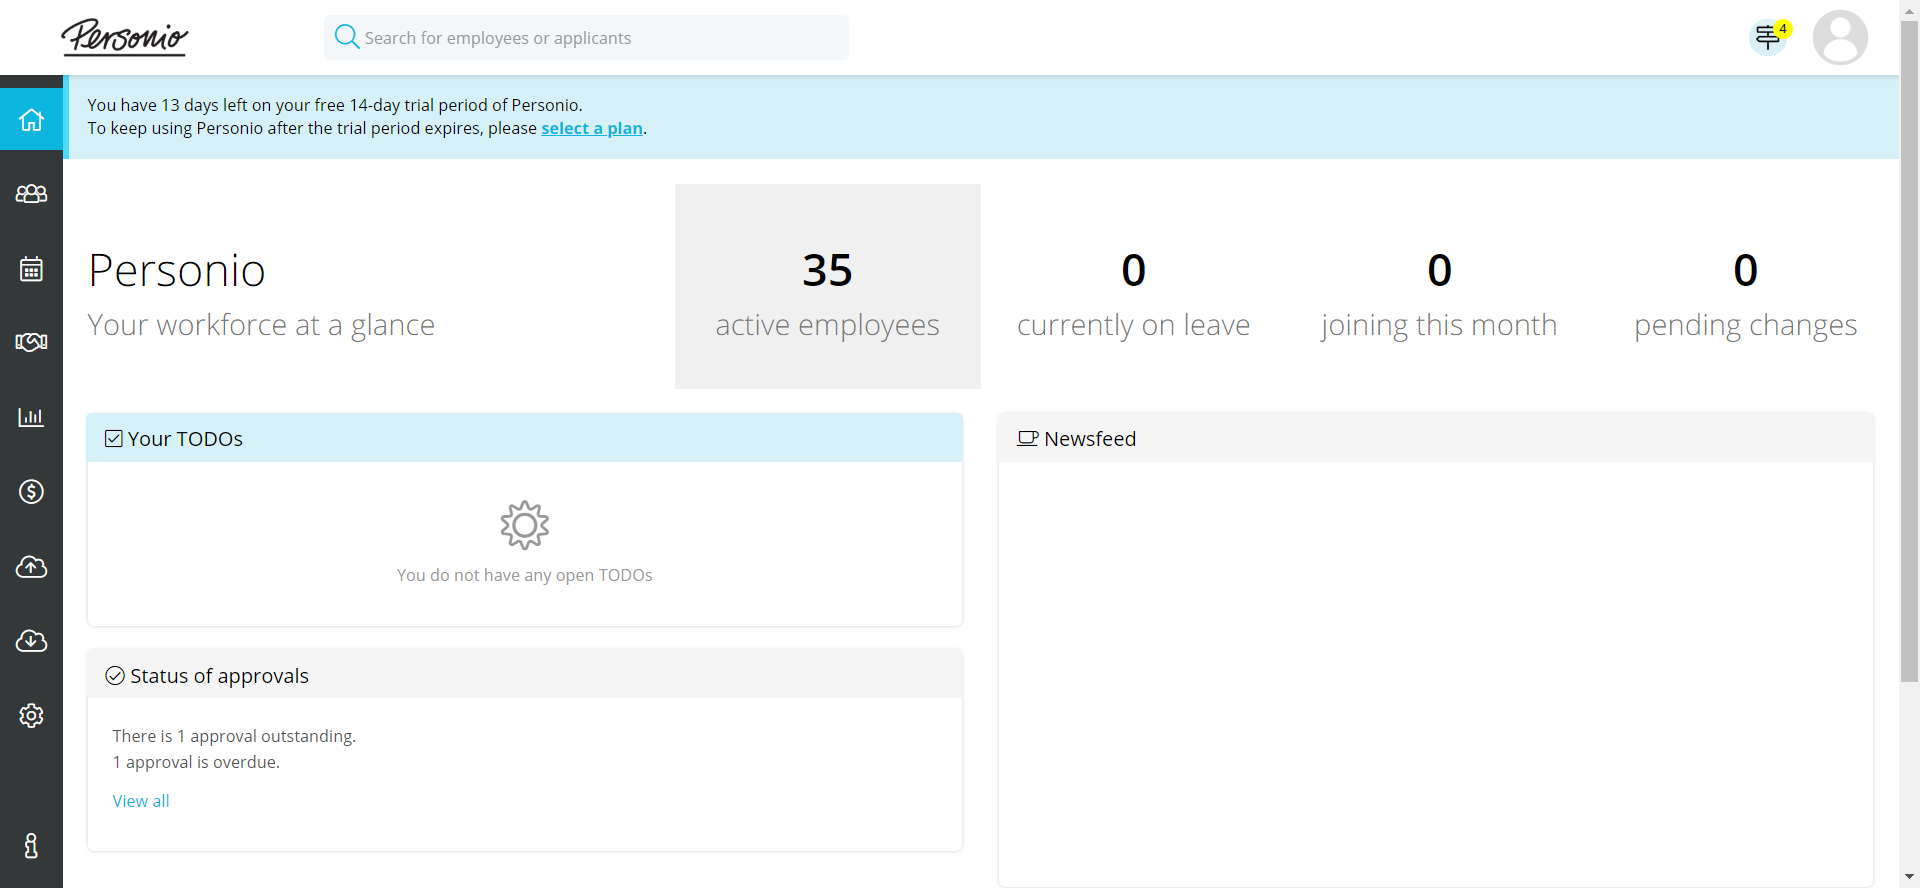 Personio
Search for employees or applicants
4
You have 13 days left on your free 14-day trial period of Personio.
To keep using Personio after the trial period expires, please select a plan.
Personio
Your workforce at a glance
35
active employees
0
currently on leave
0
joining this month
0
pending changes
Your TODOs
You do not have any open TODOs
Status of approvals
There is 1 approval outstanding.
1 approval is overdue.
View all
Newsfeed